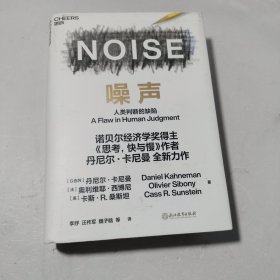 CHEERS
湛庐
NOISE
噪声
人类判断的缺陷
A Flaw in Human Judgment
诺贝尔经济学奖得主
《思考，快与慢》作者
丹尼尔·卡尼曼 全新力作
丹尼尔·卡尼曼 Daniel Kahneman
[法] 奥利维耶·西博尼 Olivier Sibony
[美] 卡斯·R. 桑斯坦 Cass R. Sunstein
李纾 汪祚军 魏子晗 等 译
浙江教育出版社